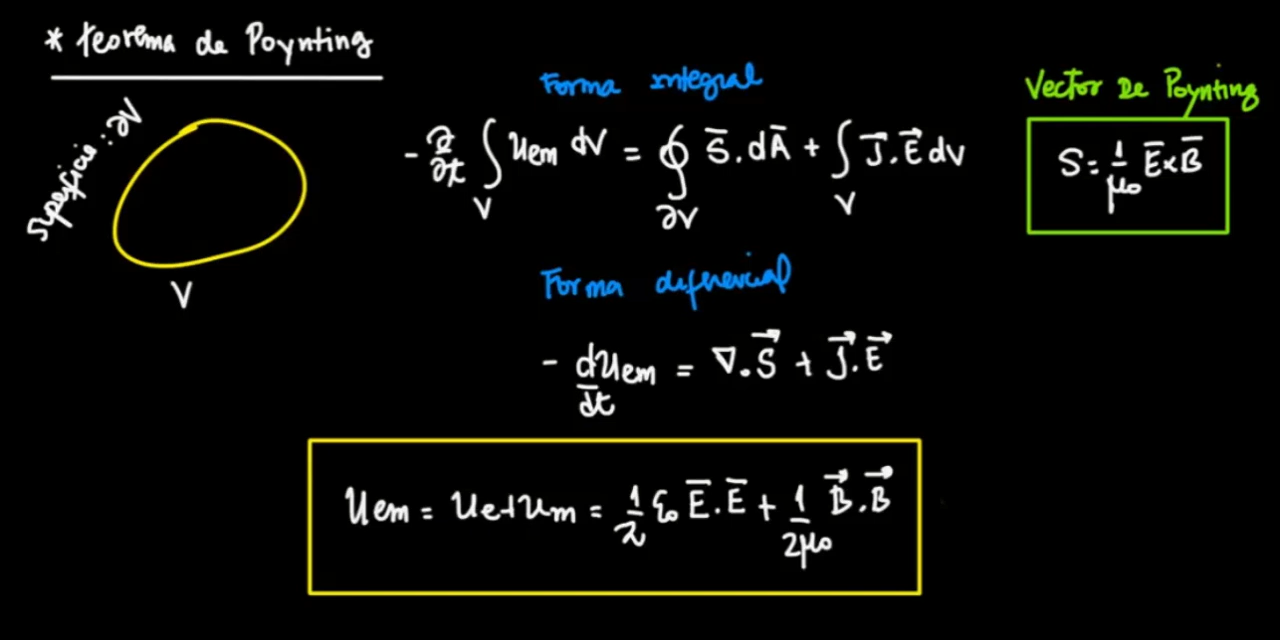 * Teorema de Poynting
Superficie: ∂V
V
Forma integral
- ∂/∂t ∫_V Uem dV = ∮_∂V S̄ . dĀ + ∫_V J⃗ . E⃗ dV
Vector De Poynting
S = 1/μ₀ Ē × B̄
Forma diferencial
- dUem/dt = ∇ . S⃗ + J⃗ . E⃗
Uem = Ue + Um = 1/2 ε₀ Ē . Ē + 1/2μ₀ B⃗ . B⃗